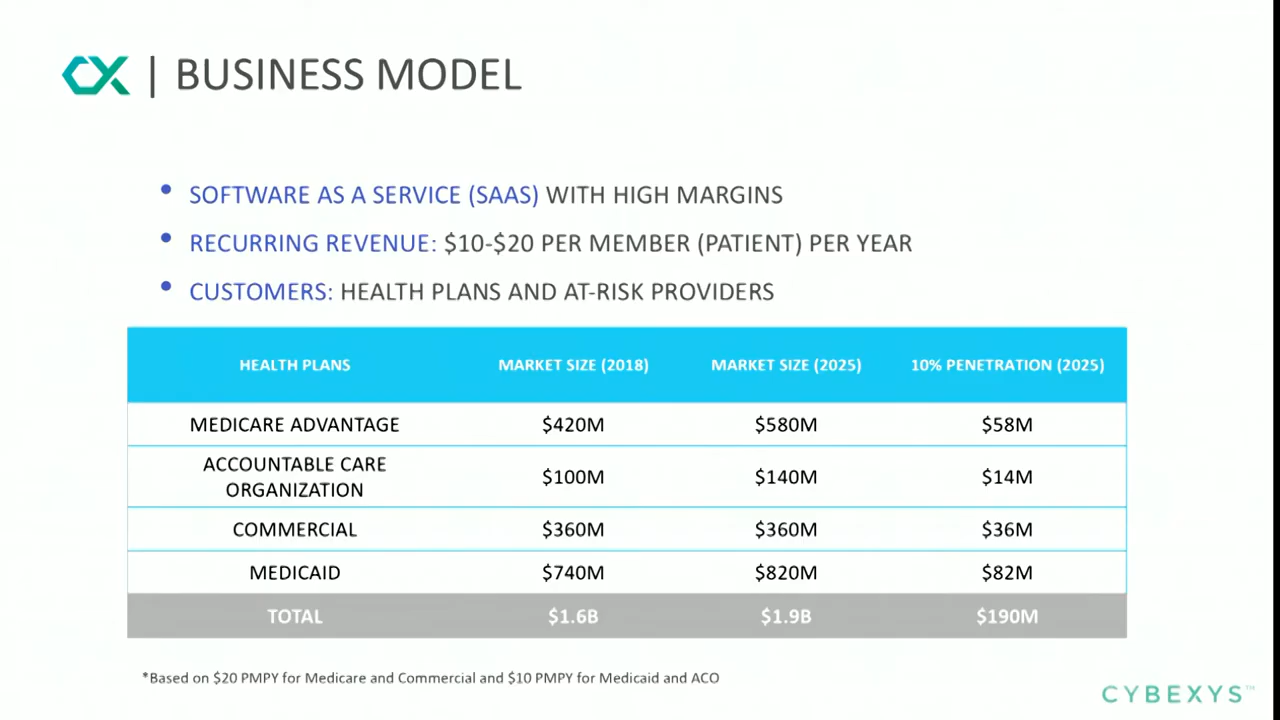 CX | BUSINESS MODEL
• SOFTWARE AS A SERVICE (SAAS) WITH HIGH MARGINS
• RECURRING REVENUE: $10-$20 PER MEMBER (PATIENT) PER YEAR
• CUSTOMERS: HEALTH PLANS AND AT-RISK PROVIDERS
HEALTH PLANS MARKET SIZE (2018) MARKET SIZE (2025) 10% PENETRATION (2025)
MEDICARE ADVANTAGE $420M $580M $58M
ACCOUNTABLE CARE
ORGANIZATION $100M $140M $14M
COMMERCIAL $360M $360M $36M
MEDICAID $740M $820M $82M
TOTAL $1.6B $1.9B $190M
*Based on $20 PMPY for Medicare and Commercial and $10 PMPY for Medicaid and ACO
CYBEXYS™